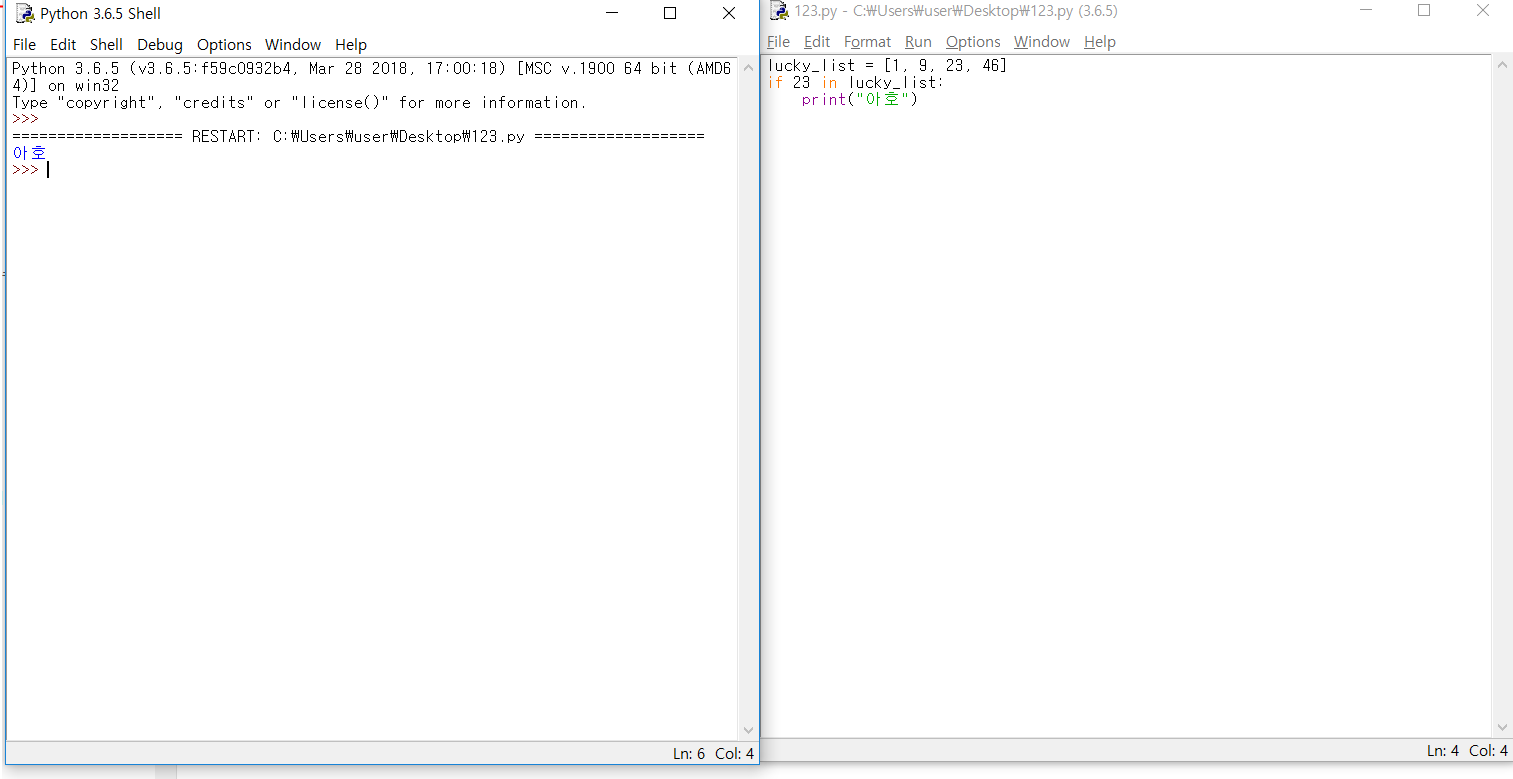 Python 3.6.5 Shell
File Edit Shell Debug Options Window Help
Python 3.6.5 (v3.6.5:f59c0932b4, Mar 28 2018, 17:00:18) [MSC v.1900 64 bit (AMD6
4)] on win32
Type "copyright", "credits" or "license()" for more information.
>>>
=================== RESTART: C:₩Users₩user₩Desktop₩123.py ===================
아호
>>>
Ln: 6 Col: 4
123.py - C:₩Users₩user₩Desktop₩123.py (3.6.5)
File Edit Format Run Options Window Help
lucky_list = [1, 9, 23, 46]
if 23 in lucky_list:
    print("아호")
Ln: 4 Col: 4